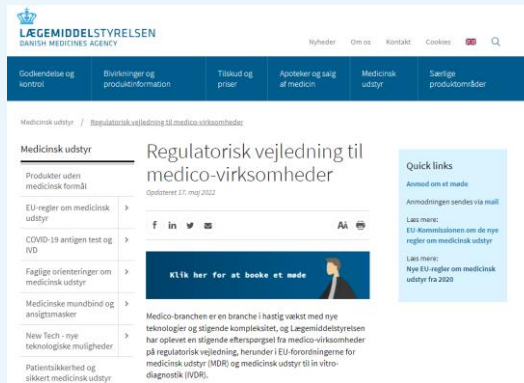 LÆGEMIDDELSTYRELSEN
DANISH MEDICINES AGENCY
Nyheder Om os Kontakt Cookies
Godkendelse og kontrol
Bivirkninger og produktinformation
Tilskud og priser
Apoteker og salg af medicin
Medicinsk udstyr
Særlige produktområder
Medicinsk udstyr / Regulatorisk vejledning til medico-virksomheder
Medicinsk udstyr
Produkter uden
medicinsk formål
EU-regler om medicinsk
udstyr
COVID-19 antigen test og
IVD
Faglige orienteringer om
medicinsk udstyr
Medicinske mundbind og
ansigtsmasker
New Tech - nye
teknologiske muligheder
Patientsikkerhed og
sikkert medicinsk udstyr
Regulatorisk vejledning til
medico-virksomheder
Opdateret 17. maj 2022
f in AA
Klik her for at booke et møde
Medico-branchen er en branche i hastig vækst med nye
teknologier og stigende kompleksitet, og Lægemiddelstyrelsen
har oplevet en stigende efterspørgsel fra medico-virksomheder
på regulatorisk vejledning, herunder i EU-forordningerne for
medicinsk udstyr (MDR) og medicinsk udstyr til in vitro-
diagnostik (IVDR).
Quick links
Anmod om et møde
Anmodningen sendes via mail
Læs mere:
EU-Kommissionen om de nye
regler om medicinsk udstyr
Læs mere:
Nye EU-regler om medicinsk
udstyr fra 2020